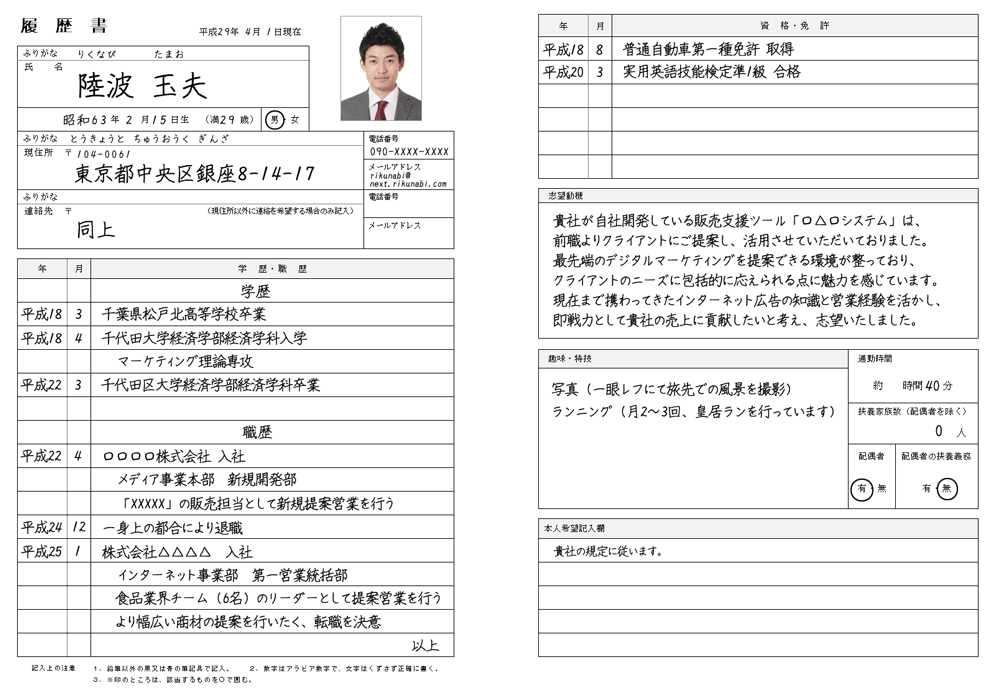 履 歴 書
平成29年 4月 1日現在
ふりがな りくなび たまお
氏 名
陸波 玉夫
昭和63年 2月15日生 (満29歳) 男 女
ふりがな とうきょうと ちゅうおうく ぎんざ
現住所 〒104-0061
東京都中央区銀座8-14-17
電話番号
090-XXXX-XXXX
メールアドレス
rikunabi@
next.rikunabi.com
ふりがな
連絡先 〒 (現住所以外に連絡を希望する場合のみ記入)
同上
電話番号
メールアドレス
年 月 学 歴・職 歴
学歴
平成18 3 千葉県松戸北高等学校卒業
平成18 4 千代田大学経済学部経済学科入学
マーケティング理論専攻
平成22 3 千代田区大学経済学部経済学科卒業
職歴
平成22 4 ○○○○株式会社 入社
メディア事業本部 新規開発部
「XXXXX」の販売担当として新規提案営業を行う
平成24 12 一身上の都合により退職
平成25 1 株式会社△△△△ 入社
インターネット事業部 第一営業統括部
食品業界チーム(6名)のリーダーとして提案営業を行う
より幅広い商材の提案を行いたく、転職を決意
以上
記入上の注意 1. 鉛筆以外の黒又は青の筆記具で記入。 2. 数字はアラビア数字で、文字はくずさず正確に書く。
3. ※印のところは、該当するものを○で囲む。
年 月 資 格・免 許
平成18 8 普通自動車第一種免許 取得
平成20 3 実用英語技能検定準1級 合格
志望動機
貴社が自社開発している販売支援ツール「○△○システム」は、
前職よりクライアントにご提案し、活用させていただいておりました。
最先端のデジタルマーケティングを提案できる環境が整っており、
クライアントのニーズに包括的に応えられる点に魅力を感じています。
現在まで携わってきたインターネット広告の知識と営業経験を活かし、
即戦力として貴社の売上に貢献したいと考え、志望いたしました。
趣味・特技
写真(一眼レフにて旅先での風景を撮影)
ランニング(月2〜3回、皇居ランを行っています)
通勤時間
約 時間40分
扶養家族数(配偶者を除く)
0 人
配偶者
有・無
配偶者の扶養義務
有・無
本人希望記入欄
貴社の規定に従います。